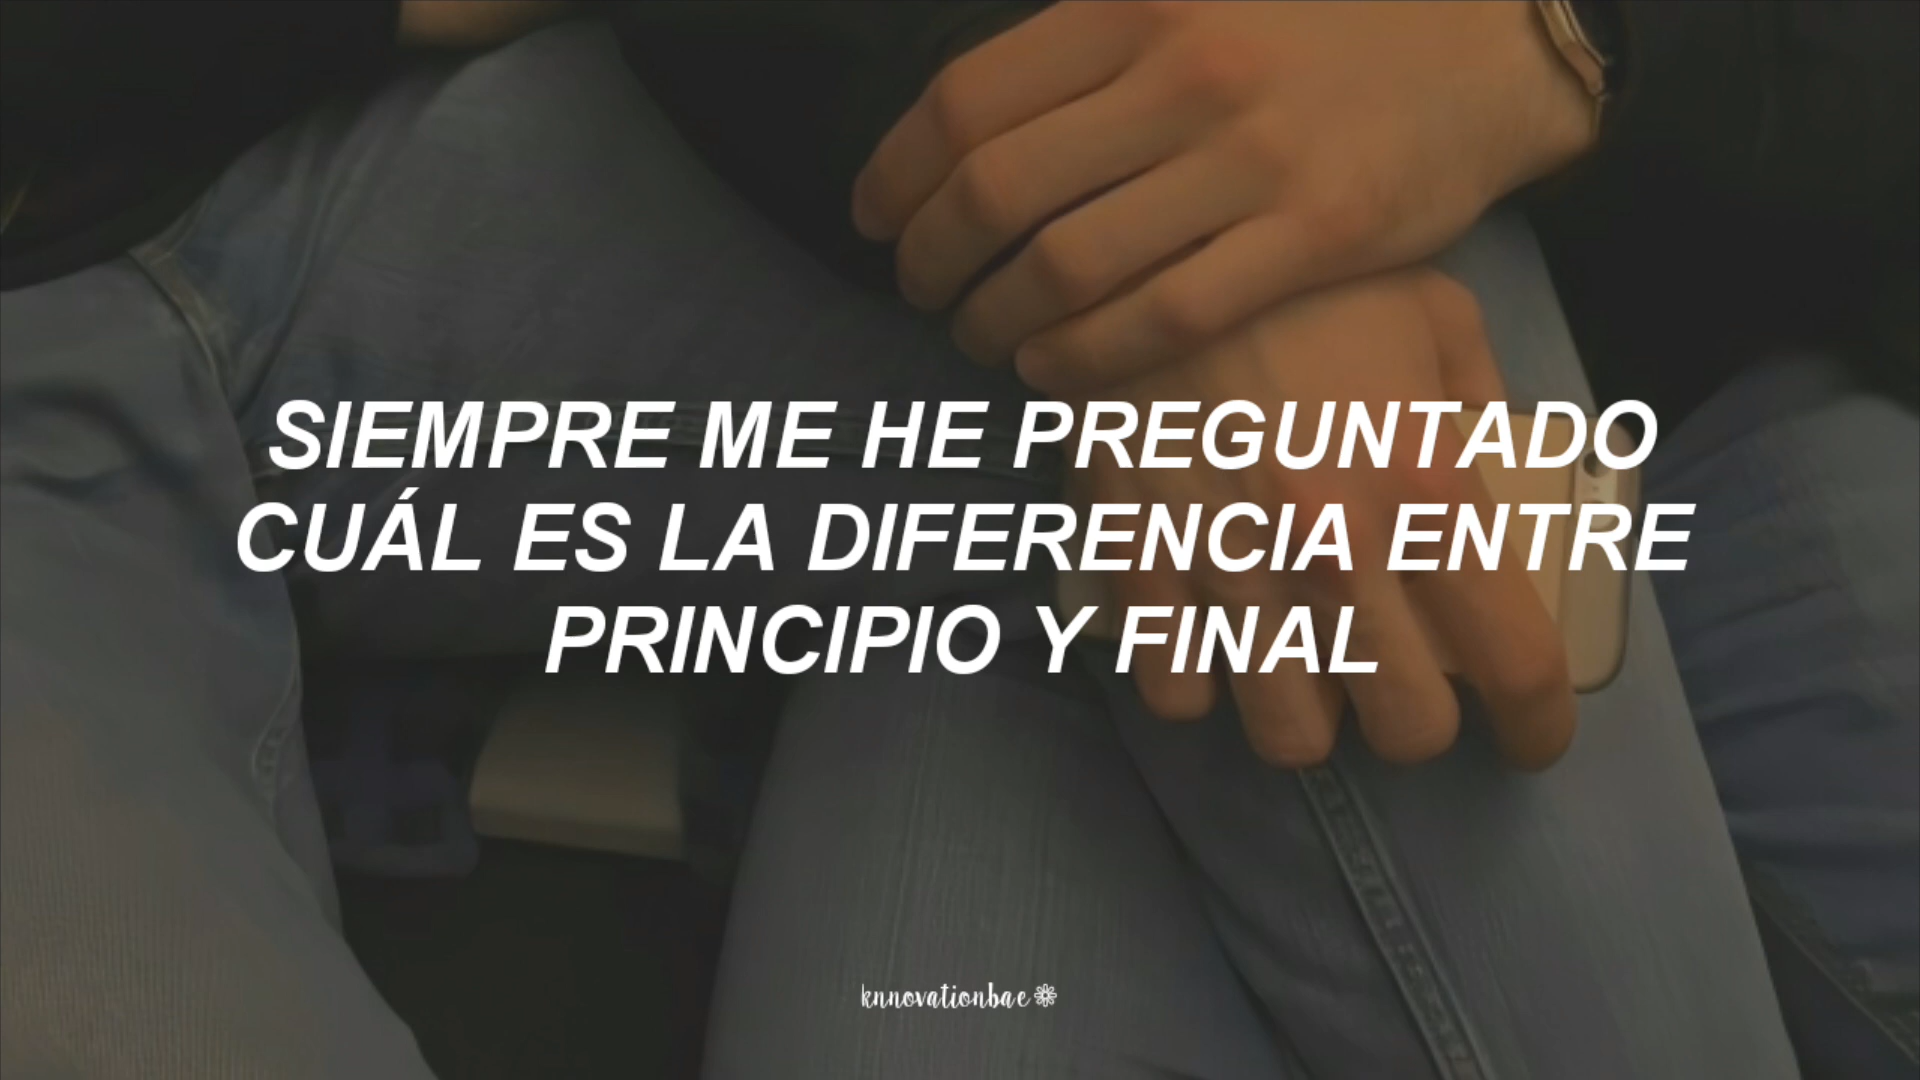 SIEMPRE ME HE PREGUNTADO
CUÁL ES LA DIFERENCIA ENTRE
PRINCIPIO Y FINAL
knnovationbae